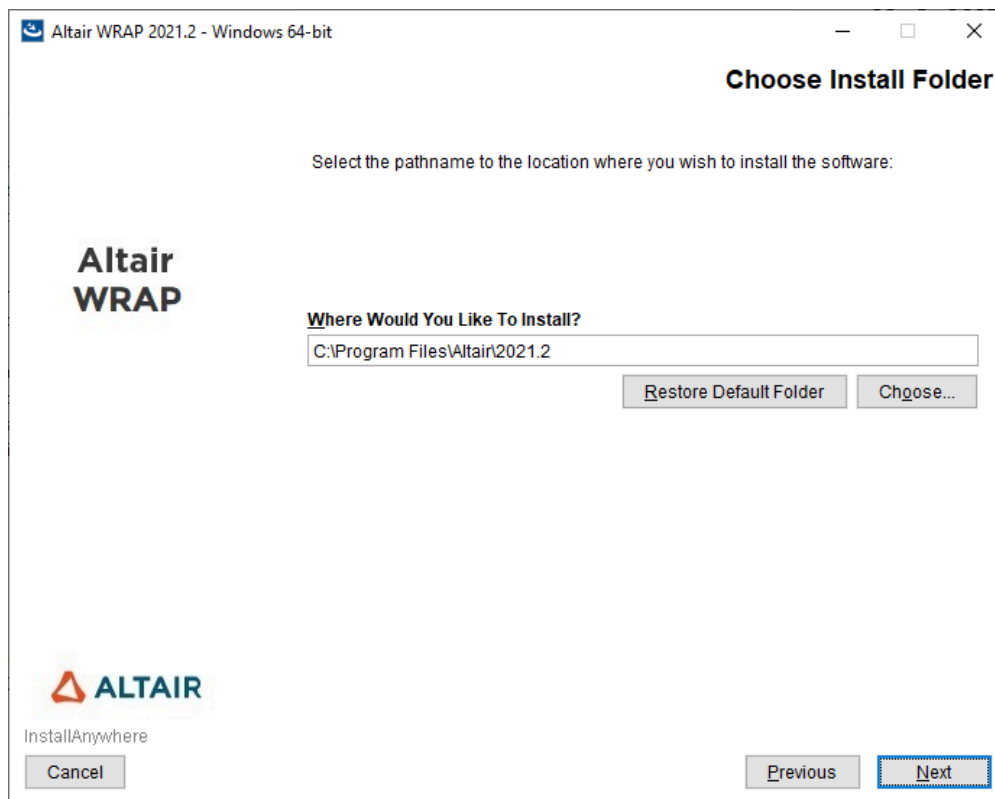 Altair WRAP 2021.2 - Windows 64-bit
Choose Install Folder
Select the pathname to the location where you wish to install the software:
Altair
WRAP
Where Would You Like To Install?
C:\Program Files\Altair\2021.2
Restore Default Folder
Choose...
ALTAIR
InstallAnywhere
Cancel
Previous
Next